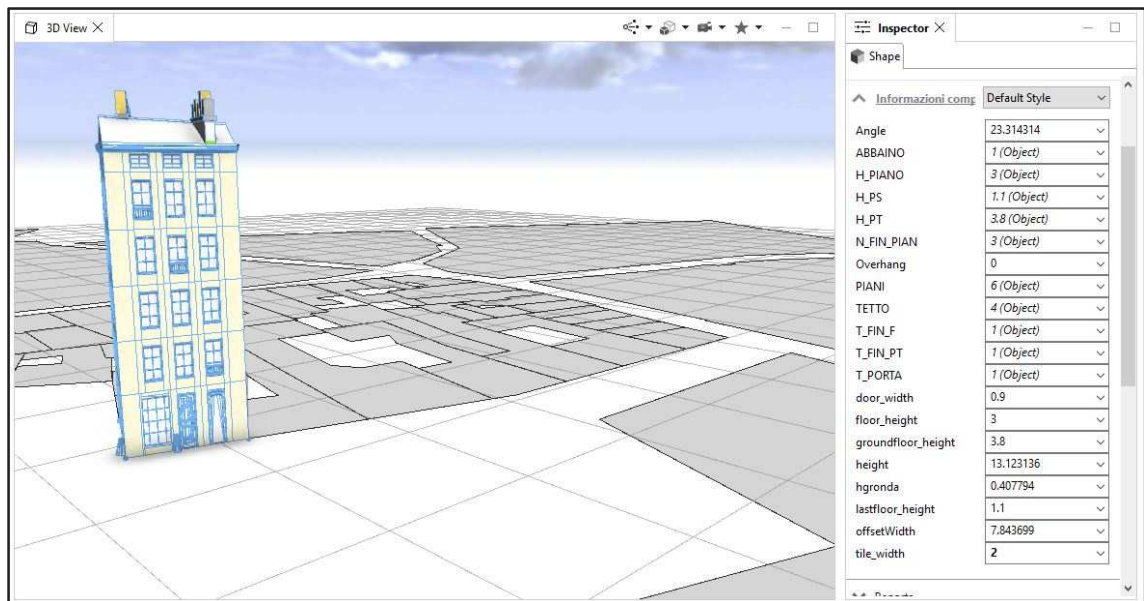 3D View
Inspector
Shape
Informazioni comp Default Style
Angle 23.314314
ABBAINO 1 (Object)
H_PIANO 3 (Object)
H_PS 1.1 (Object)
H_PT 3.8 (Object)
N_FIN_PIAN 3 (Object)
Overhang 0
PIANI 6 (Object)
TETTO 4 (Object)
T_FIN_F 1 (Object)
T_FIN_PT 1 (Object)
T_PORTA 1 (Object)
door_width 0.9
floor_height 3
groundfloor_height 3.8
height 13.123136
hgronda 0.407794
lastfloor_height 1.1
offsetWidth 7.843699
tile_width 2